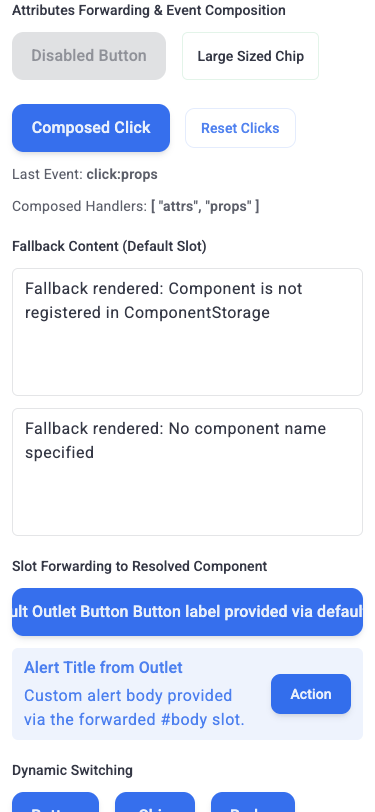 Attributes Forwarding & Event Composition
Disabled Button
Large Sized Chip
Composed Click
Reset Clicks
Last Event: click:props
Composed Handlers: [ "attrs", "props" ]
Fallback Content (Default Slot)
Fallback rendered: Component is not
registered in ComponentStorage
Fallback rendered: No component name
specified
Slot Forwarding to Resolved Component
ult Outlet Button Button label provided via defaul
Alert Title from Outlet
Custom alert body provided
via the forwarded #body slot.
Action
Dynamic Switching